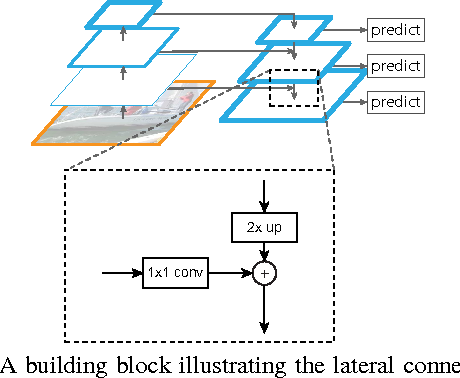 predict
predict
predict
2x up
1x1 conv
+
A building block illustrating the lateral conne